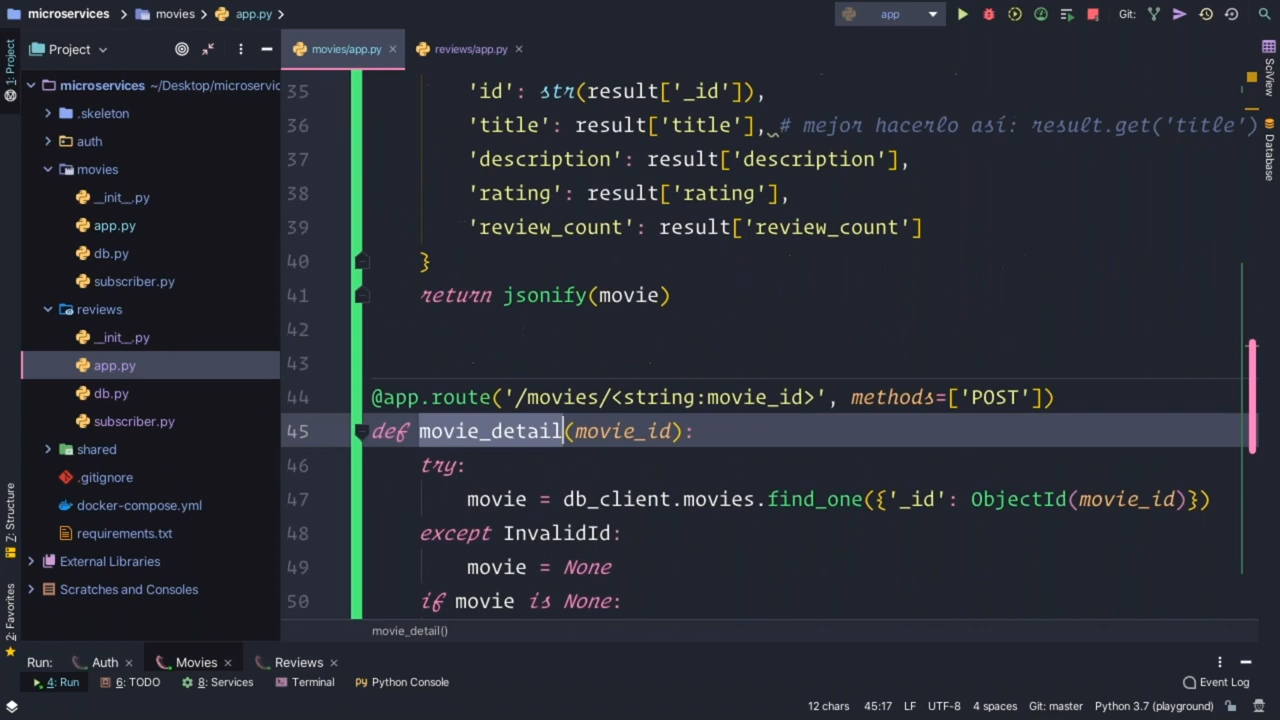 microservices movies app.py app Git:
Project movies/app.py reviews/app.py
1: Project
microservices ~/Desktop/microservic
.skeleton
auth
movies
__init__.py
app.py
db.py
subscriber.py
reviews
__init__.py
app.py
db.py
subscriber.py
shared
.gitignore
docker-compose.yml
requirements.txt
External Libraries
Scratches and Consoles
Z: Structure
2: Favorites
35 'id': str(result['_id']),
36 'title': result['title'], # mejor hacerlo así: result.get('title')
37 'description': result['description'],
38 'rating': result['rating'],
39 'review_count': result['review_count']
40 }
41 return jsonify(movie)
42
43
44 @app.route('/movies/<string:movie_id>', methods=['POST'])
45 def movie_detail(movie_id):
46 try:
47 movie = db_client.movies.find_one({'_id': ObjectId(movie_id)})
48 except InvalidId:
49 movie = None
50 if movie is None:
movie_detail()
SciView
Database
Run: Auth Movies Reviews
4: Run 6: TODO 8: Services Terminal Python Console Event Log
12 chars 45:17 LF UTF-8 4 spaces Git: master Python 3.7 (playground)